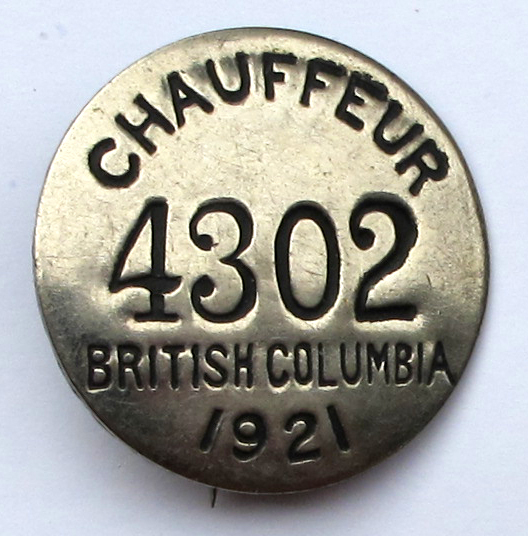 CHAUFFEUR
4302
BRITISH COLUMBIA
1921